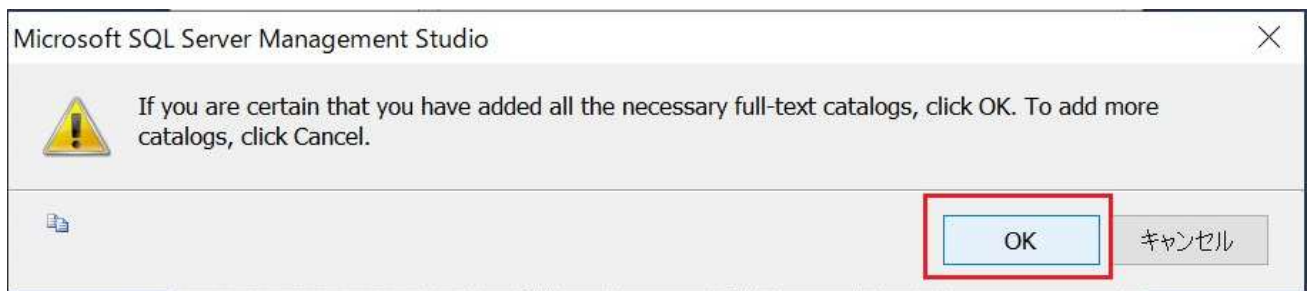 Microsoft SQL Server Management Studio
If you are certain that you have added all the necessary full-text catalogs, click OK. To add more
catalogs, click Cancel.
OK
キャンセル